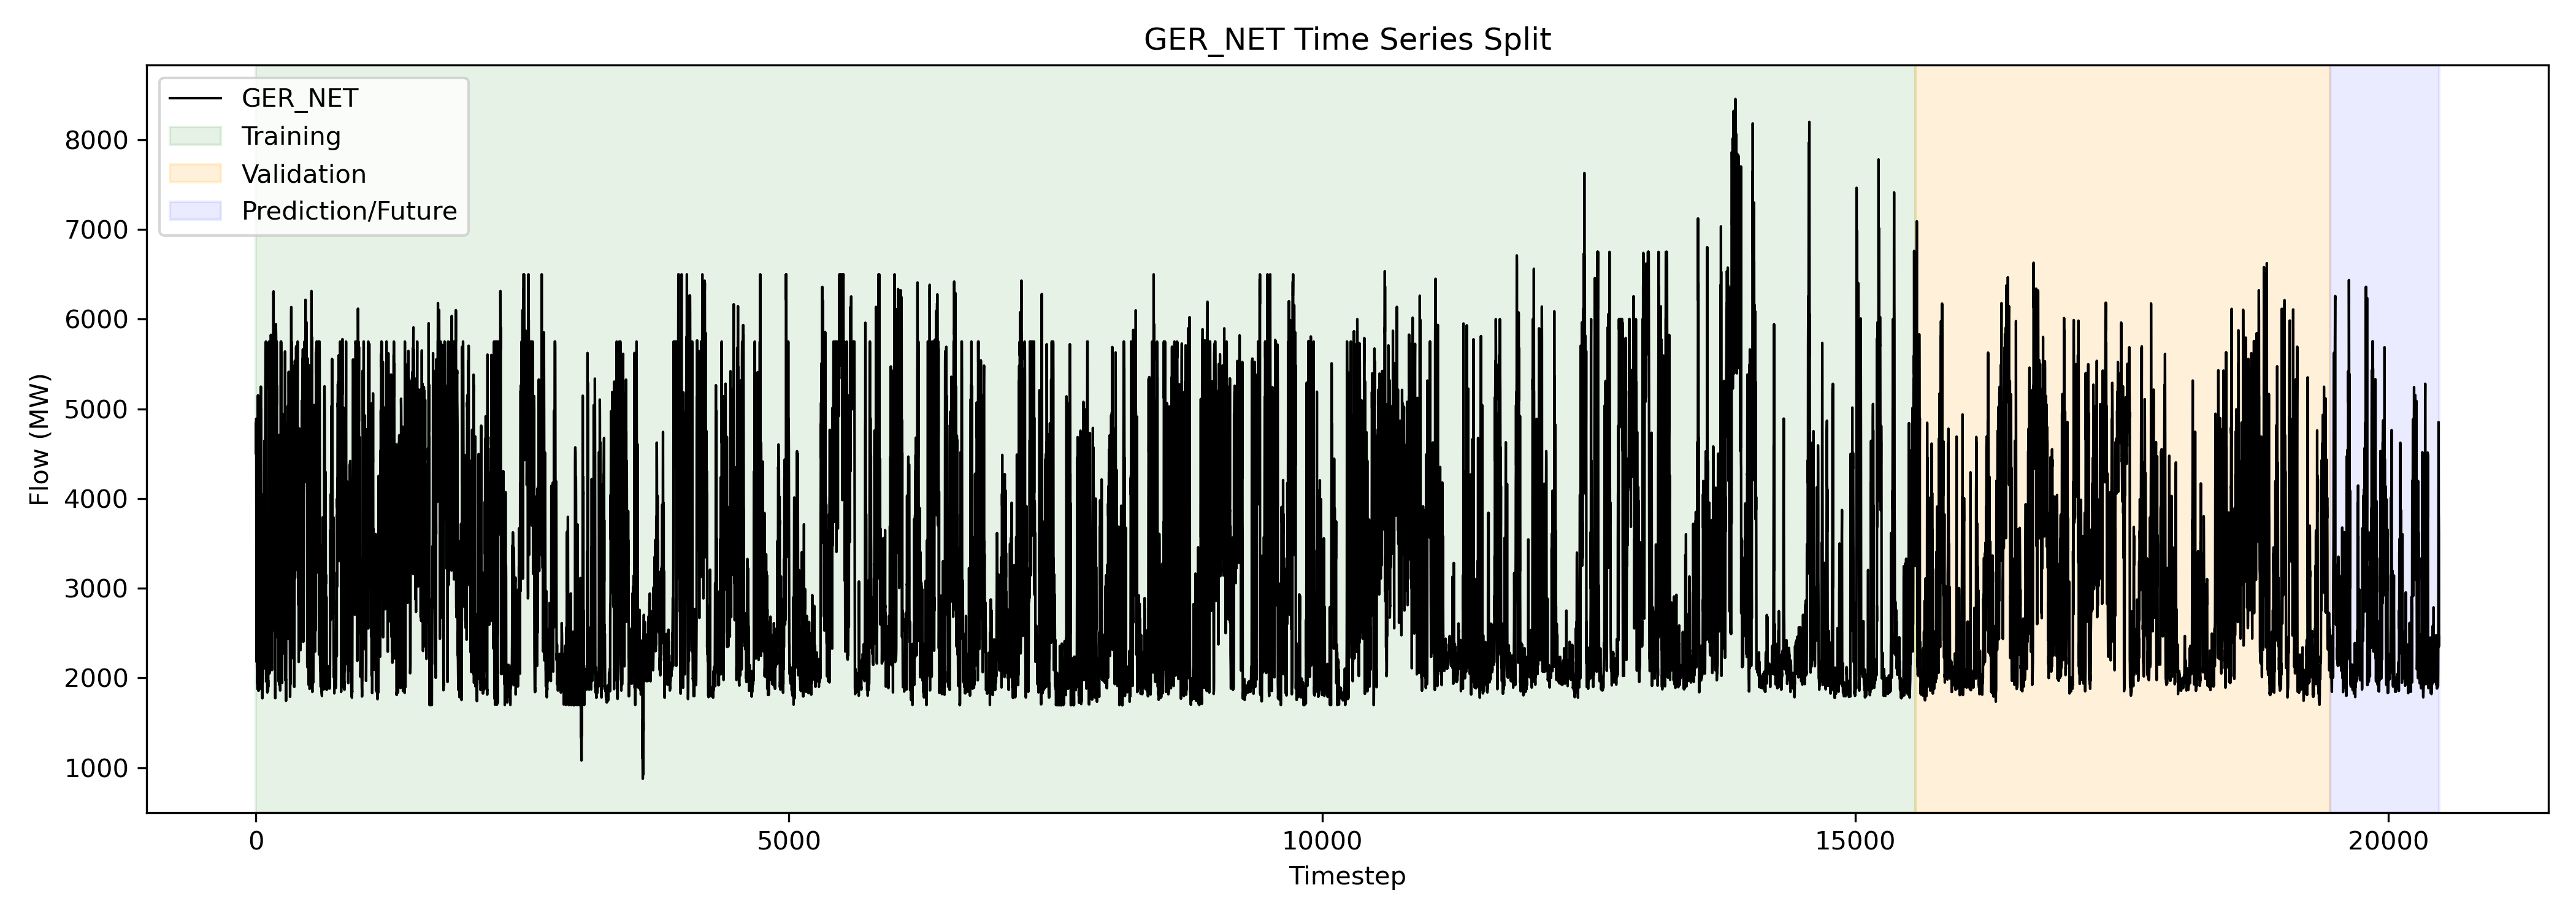 GER_NET Time Series Split
GER_NET
Training
Validation
Prediction/Future
Flow (MW)
8000
7000
6000
5000
4000
3000
2000
1000
0
5000
10000
15000
20000
Timestep